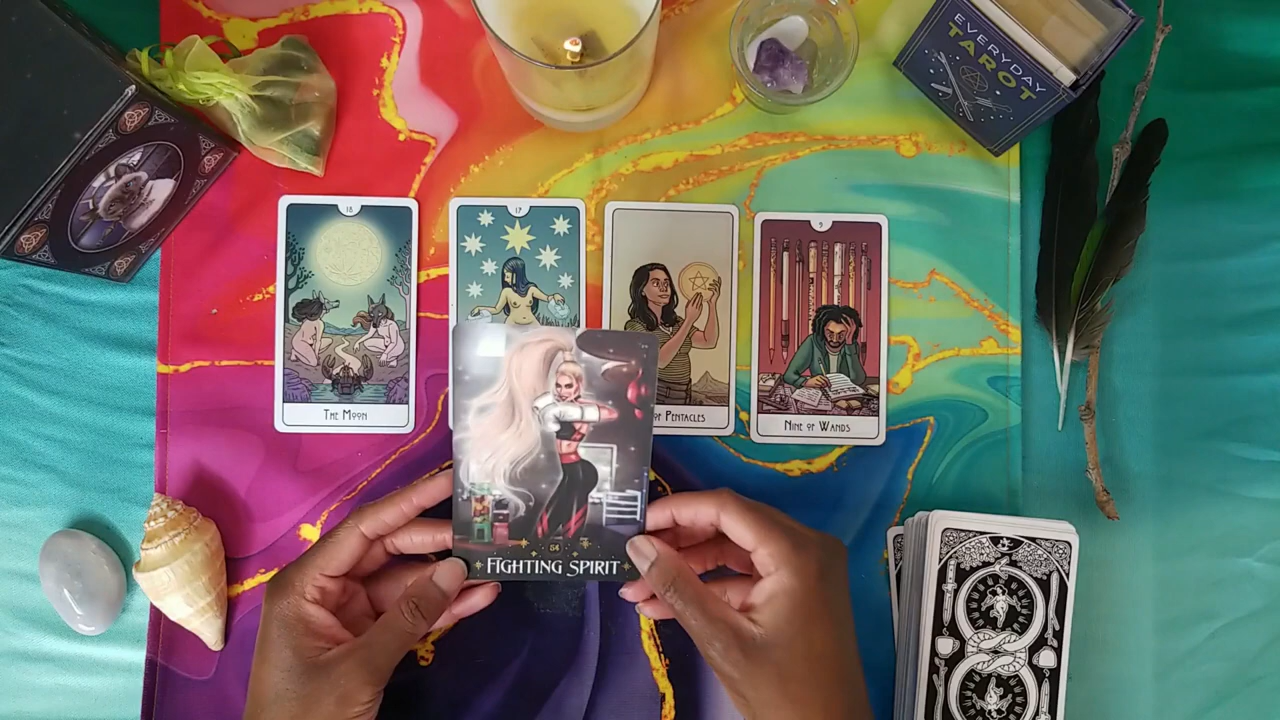 EVERYDAY
TAROT
18
17
9
THE MOON
OF PENTACLES
NINE OF WANDS
54
FIGHTING SPIRIT